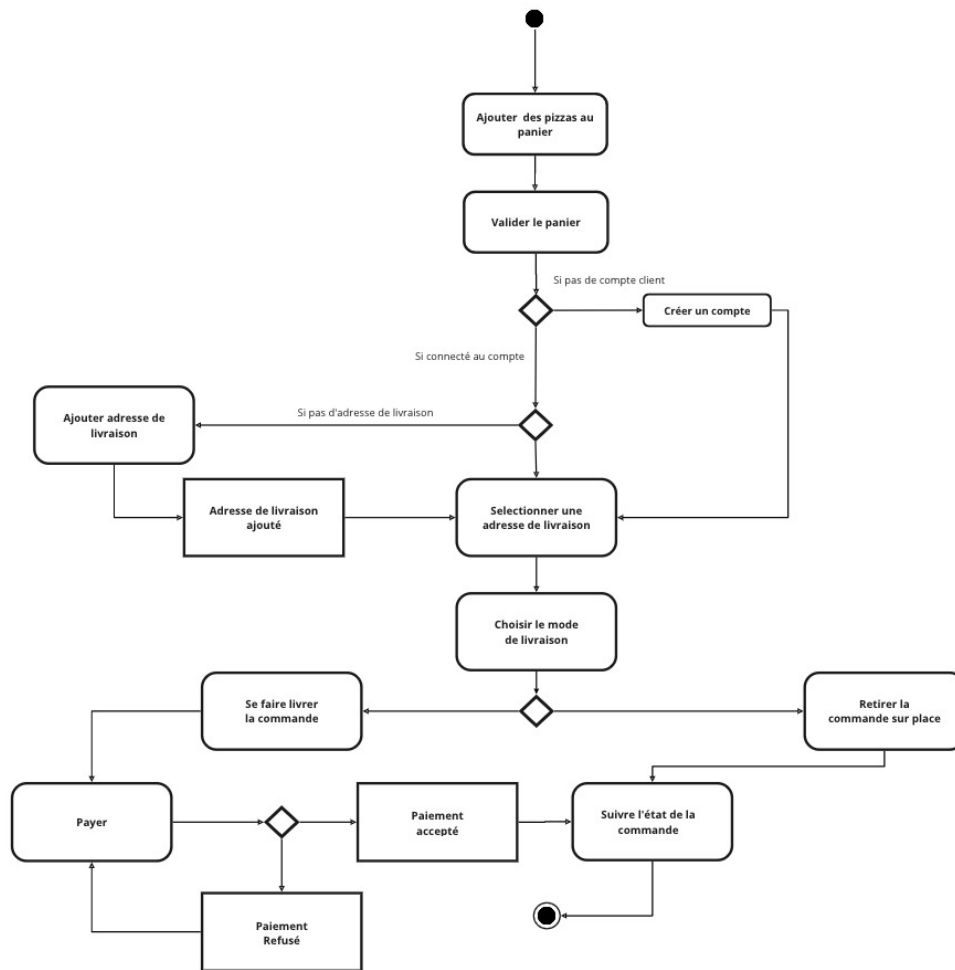 Ajouter des pizzas au
panier
Valider le panier
Si pas de compte client
Créer un compte
Si connecté au compte
Si pas d'adresse de livraison
Ajouter adresse de
livraison
Adresse de livraison
ajouté
Selectionner une
adresse de livraison
Choisir le mode
de livraison
Se faire livrer
la commande
Retirer la
commande sur place
Payer
Paiement
accepté
Suivre l'état de la
commande
Paiement
Refusé